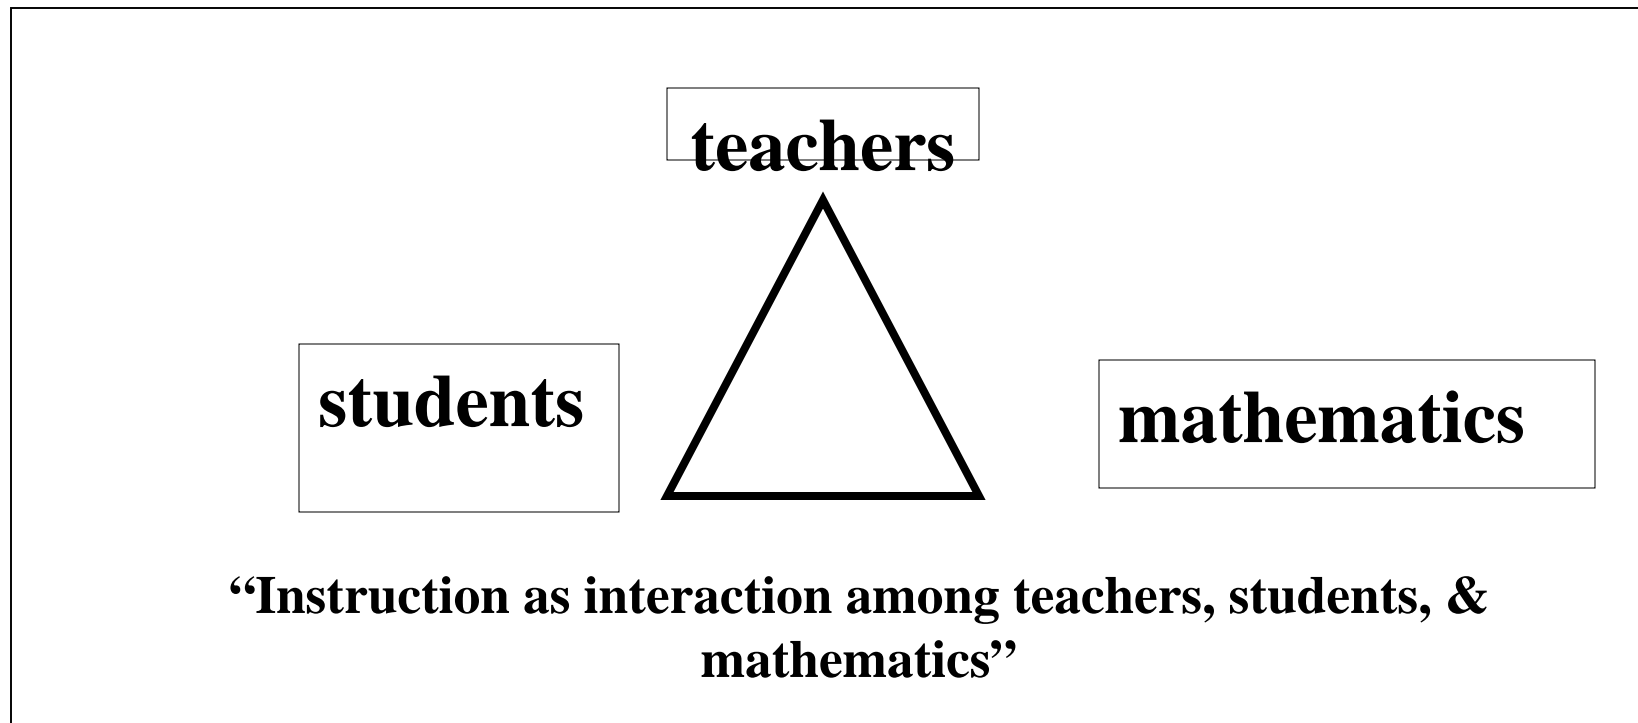 teachers
students
mathematics
“Instruction as interaction among teachers, students, &
mathematics”